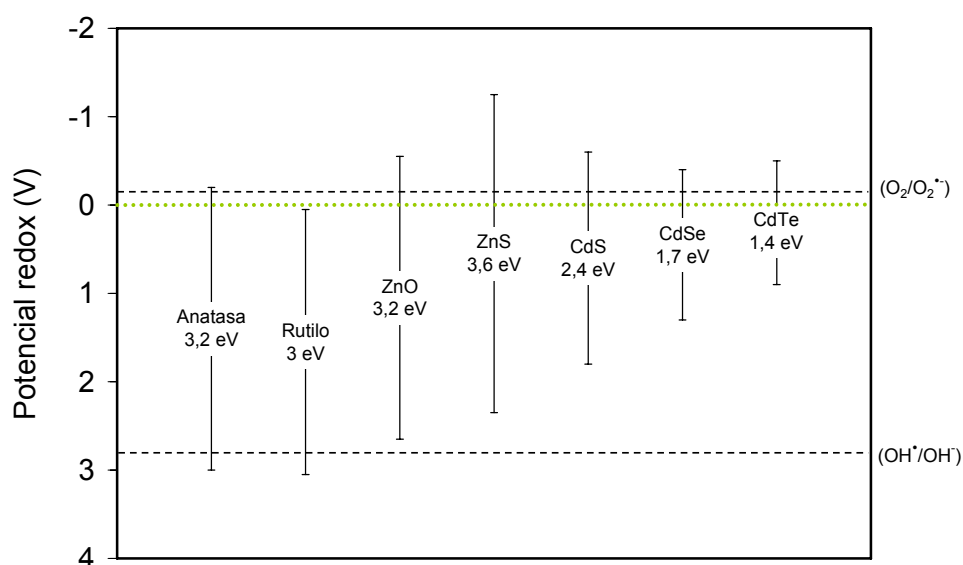 Potencial redox (V)
-2
-1
0
1
2
3
4
Anatasa
3,2 eV
Rutilo
3 eV
ZnO
3,2 eV
ZnS
3,6 eV
CdS
2,4 eV
CdSe
1,7 eV
CdTe
1,4 eV
(O₂/O₂•-)
(OH•/OH-)